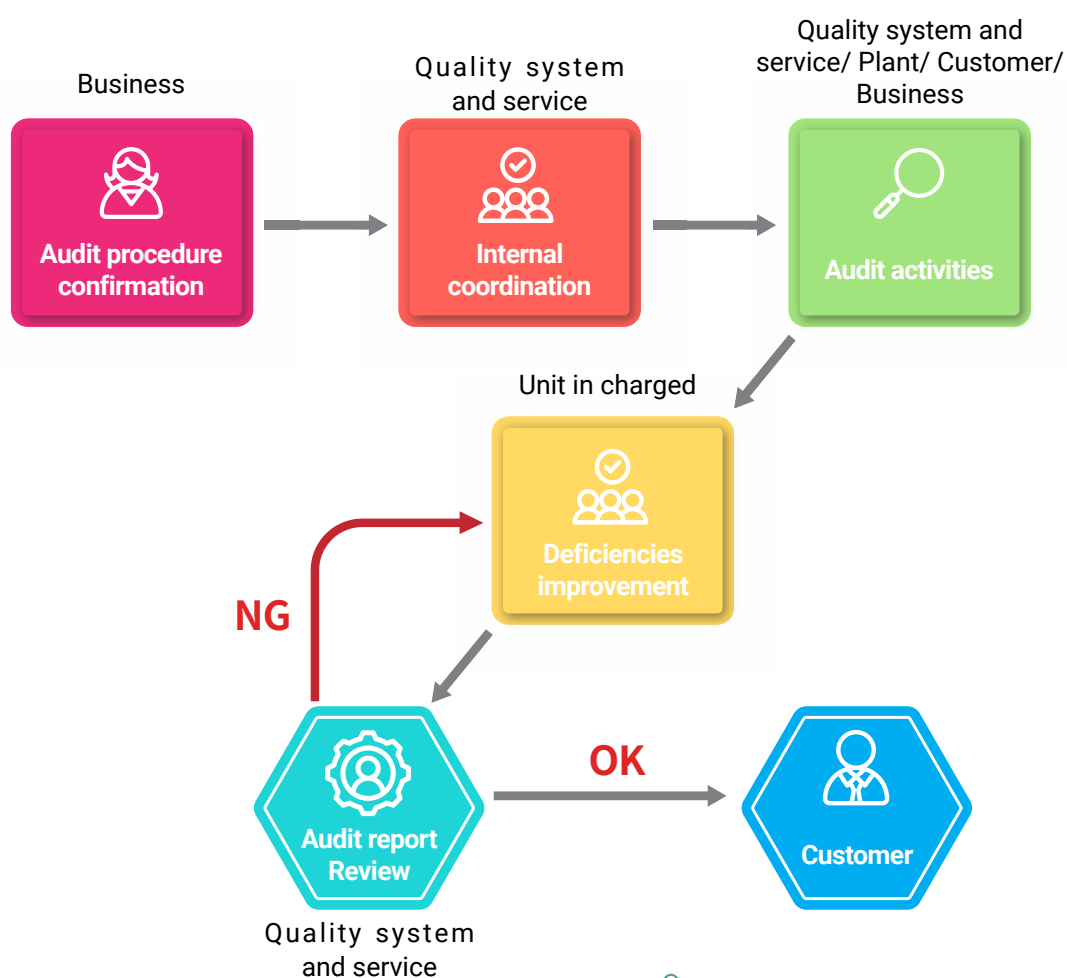 Business
Quality system
and service
Quality system and
service/ Plant/ Customer/
Business
Audit procedure
confirmation
Internal
coordination
Audit activities
Unit in charged
Deficiencies
improvement
NG
OK
Audit report
Review
Customer
Quality system
and service